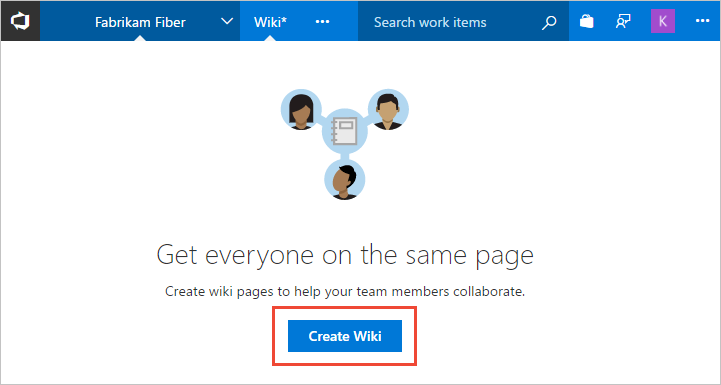 Fabrikam Fiber Wiki* ··· Search work items K ···
Get everyone on the same page
Create wiki pages to help your team members collaborate.
Create Wiki